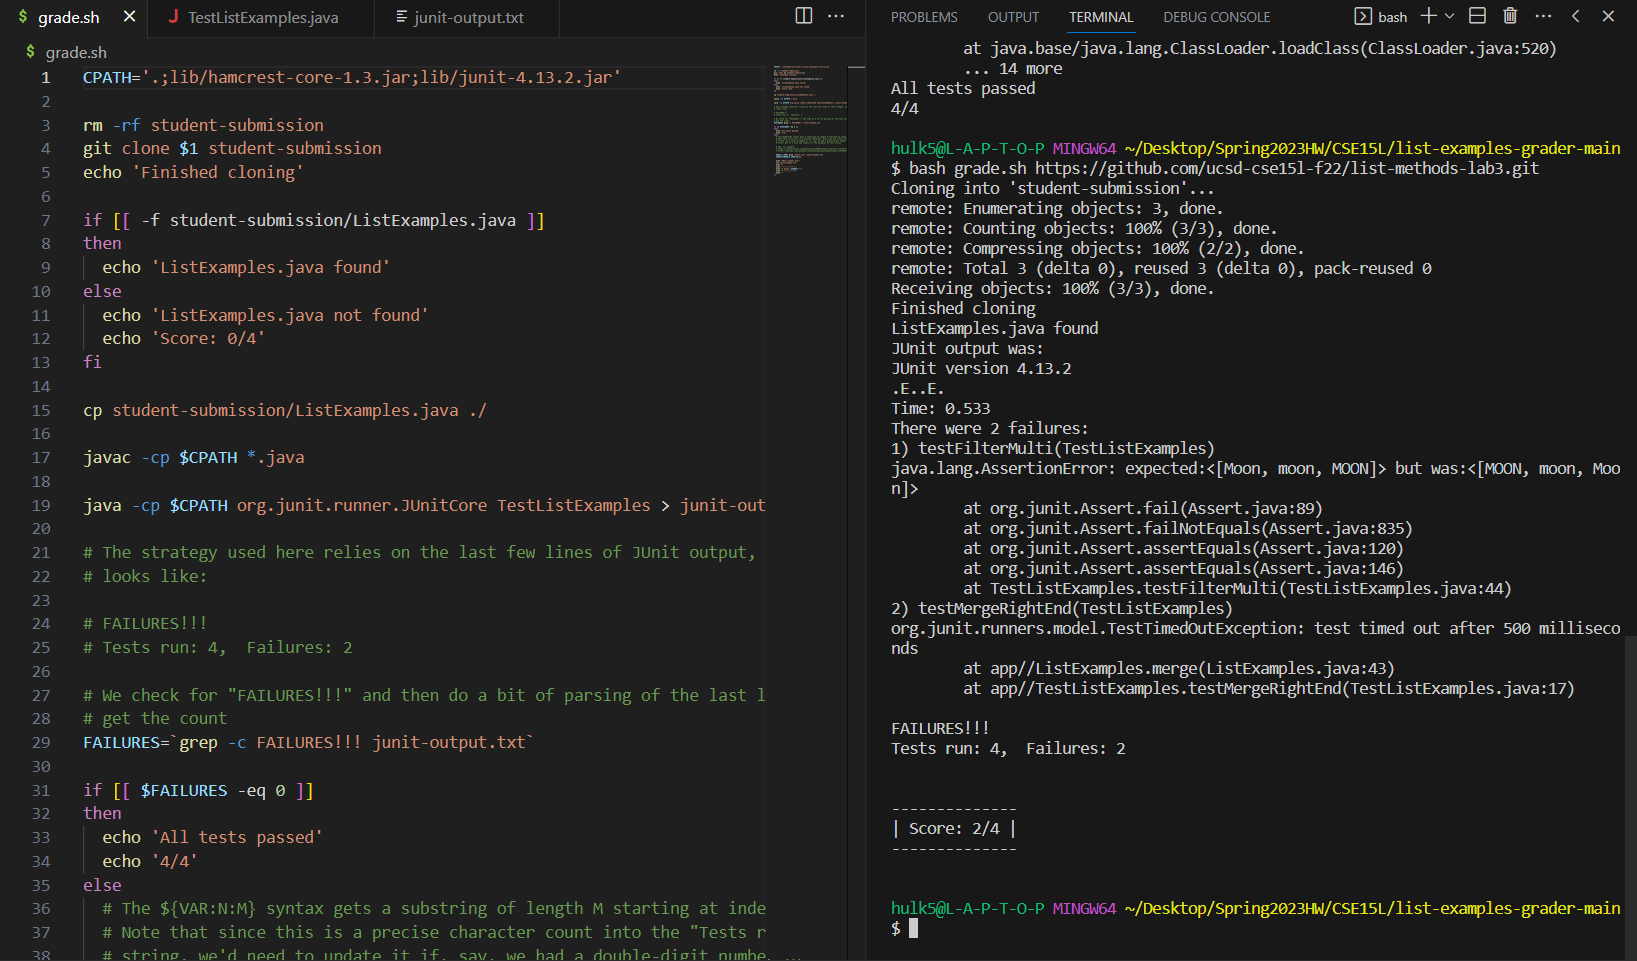 grade.sh
TestListExamples.java
junit-output.txt
$ grade.sh
1 CPATH='.;lib/hamcrest-core-1.3.jar;lib/junit-4.13.2.jar'
2
3 rm -rf student-submission
4 git clone $1 student-submission
5 echo 'Finished cloning'
6
7 if [[ -f student-submission/ListExamples.java ]]
8 then
9 echo 'ListExamples.java found'
10 else
11 echo 'ListExamples.java not found'
12 echo 'Score: 0/4'
13 fi
14
15 cp student-submission/ListExamples.java ./
16
17 javac -cp $CPATH *.java
18
19 java -cp $CPATH org.junit.runner.JUnitCore TestListExamples > junit-out
20
21 # The strategy used here relies on the last few lines of JUnit output,
22 # looks like:
23
24 # FAILURES!!!
25 # Tests run: 4,  Failures: 2
26
27 # We check for "FAILURES!!!" and then do a bit of parsing of the last l
28 # get the count
29 FAILURES=`grep -c FAILURES!!! junit-output.txt`
30
31 if [[ $FAILURES -eq 0 ]]
32 then
33 echo 'All tests passed'
34 echo '4/4'
35 else
36 # The ${VAR:N:M} syntax gets a substring of length M starting at inde
37 # Note that since this is a precise character count into the "Tests r
38 # string, we'd need to update it if, say, we had a double-digit numbe
PROBLEMS OUTPUT TERMINAL DEBUG CONSOLE
bash
at java.base/java.lang.ClassLoader.loadClass(ClassLoader.java:520)
... 14 more
All tests passed
4/4
hulk5@L-A-P-T-O-P MINGW64 ~/Desktop/Spring2023HW/CSE15L/list-examples-grader-main
$ bash grade.sh https://github.com/ucsd-cse15l-f22/list-methods-lab3.git
Cloning into 'student-submission'...
remote: Enumerating objects: 3, done.
remote: Counting objects: 100% (3/3), done.
remote: Compressing objects: 100% (2/2), done.
remote: Total 3 (delta 0), reused 3 (delta 0), pack-reused 0
Receiving objects: 100% (3/3), done.
Finished cloning
ListExamples.java found
JUnit output was:
JUnit version 4.13.2
.E..E.
Time: 0.533
There were 2 failures:
1) testFilterMulti(TestListExamples)
java.lang.AssertionError: expected:<[Moon, moon, MOON]> but was:<[MOON, moon, Moo
n]>
at org.junit.Assert.fail(Assert.java:89)
at org.junit.Assert.failNotEquals(Assert.java:835)
at org.junit.Assert.assertEquals(Assert.java:120)
at org.junit.Assert.assertEquals(Assert.java:146)
at TestListExamples.testFilterMulti(TestListExamples.java:44)
2) testMergeRightEnd(TestListExamples)
org.junit.runners.model.TestTimedOutException: test timed out after 500 milliseco
nds
at app//ListExamples.merge(ListExamples.java:43)
at app//TestListExamples.testMergeRightEnd(TestListExamples.java:17)
FAILURES!!!
Tests run: 4,  Failures: 2
--------------
| Score: 2/4 |
--------------
hulk5@L-A-P-T-O-P MINGW64 ~/Desktop/Spring2023HW/CSE15L/list-examples-grader-main
$